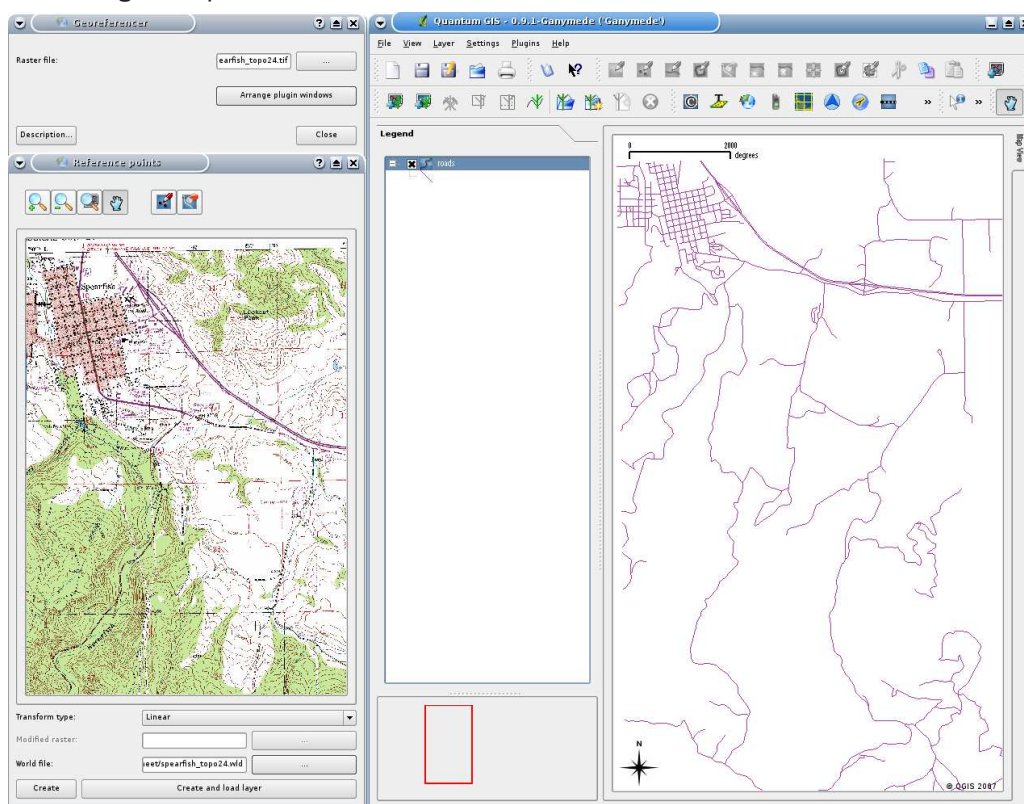 Georeferencer
Raster file:
earfish_topo24.tif
...
Arrange plugin windows
Description...
Close
Reference points
Spearfish
Transform type:
Linear
Modified raster:
...
World file:
eet/spearfish_topo24.wld
...
Create
Create and load layer
Quantum GIS - 0.9.1-Ganymede ('Ganymede')
File View Layer Settings Plugins Help
» »
Legend
roads
Map View
0 2000
degrees
N
© QGIS 2007